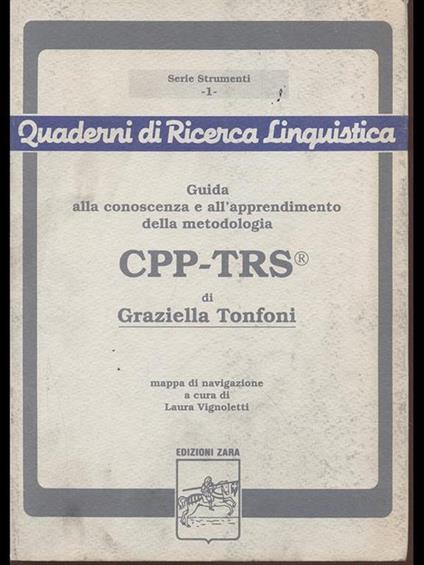 Serie Strumenti
-1-
Quaderni di Ricerca Linguistica
Guida
alla conoscenza e all'apprendimento
della metodologia
CPP-TRS®
di
Graziella Tonfoni
mappa di navigazione
a cura di
Laura Vignoletti
EDIZIONI ZARA